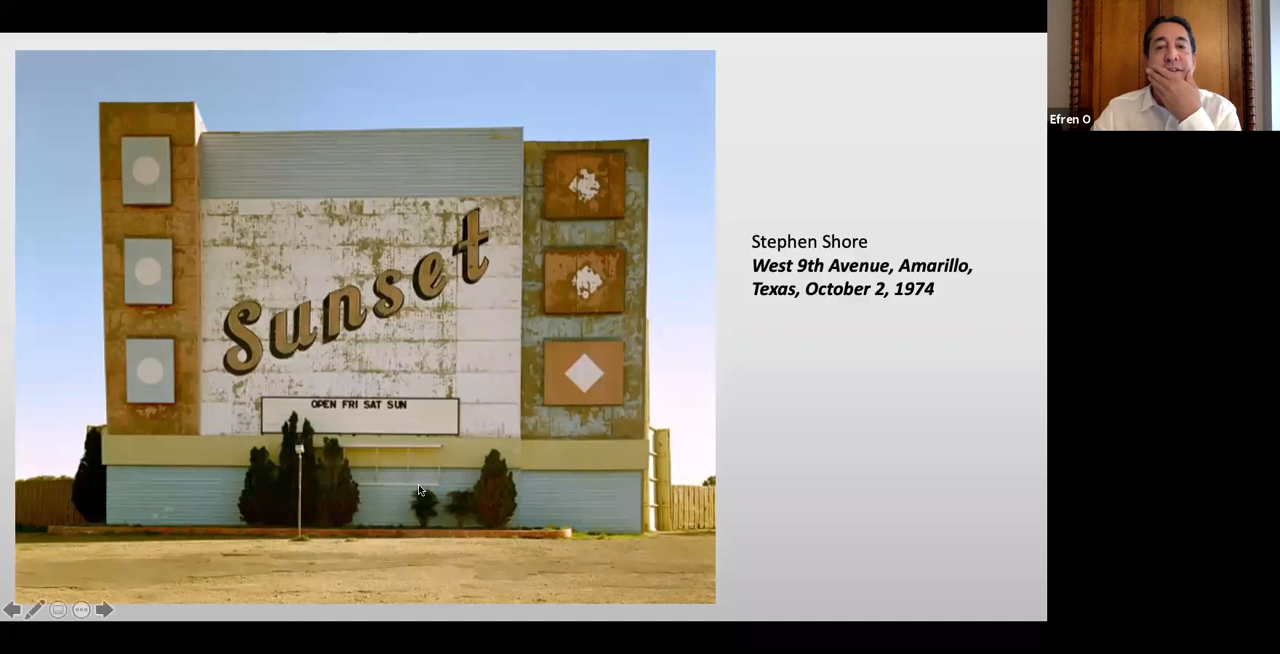 Sunset
OPEN FRI SAT SUN
Stephen Shore
West 9th Avenue, Amarillo,
Texas, October 2, 1974
Efren O